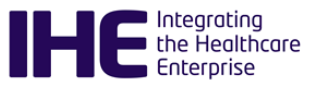 IHE
Integrating
the Healthcare
Enterprise